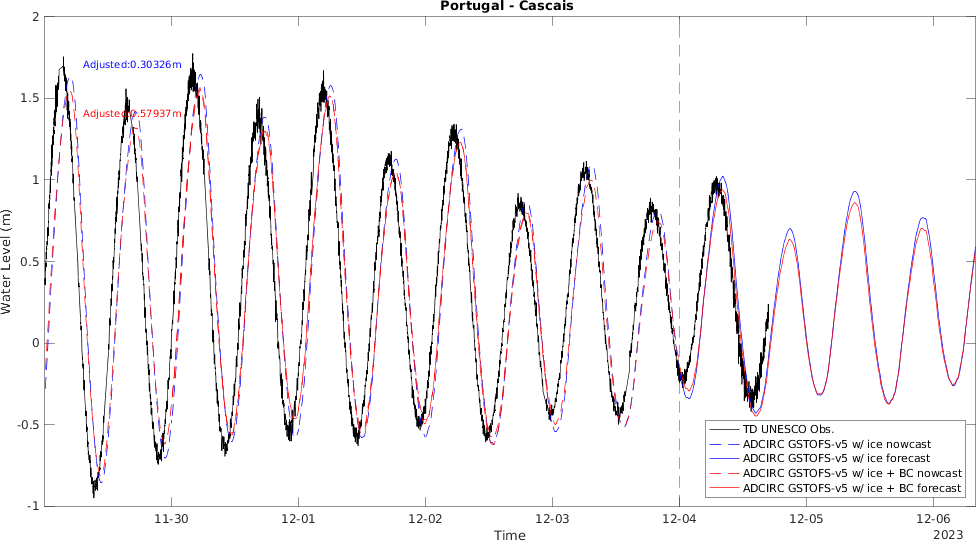 Portugal - Cascais
2
1.5
1
0.5
0
-0.5
-1
Water Level (m)
Adjusted:0.30326m
Adjusted:0.57937m
TD UNESCO Obs.
ADCIRC GSTOFS-v5 w/ ice nowcast
ADCIRC GSTOFS-v5 w/ ice forecast
ADCIRC GSTOFS-v5 w/ ice + BC nowcast
ADCIRC GSTOFS-v5 w/ ice + BC forecast
11-30 12-01 12-02 12-03 12-04 12-05 12-06
Time
2023